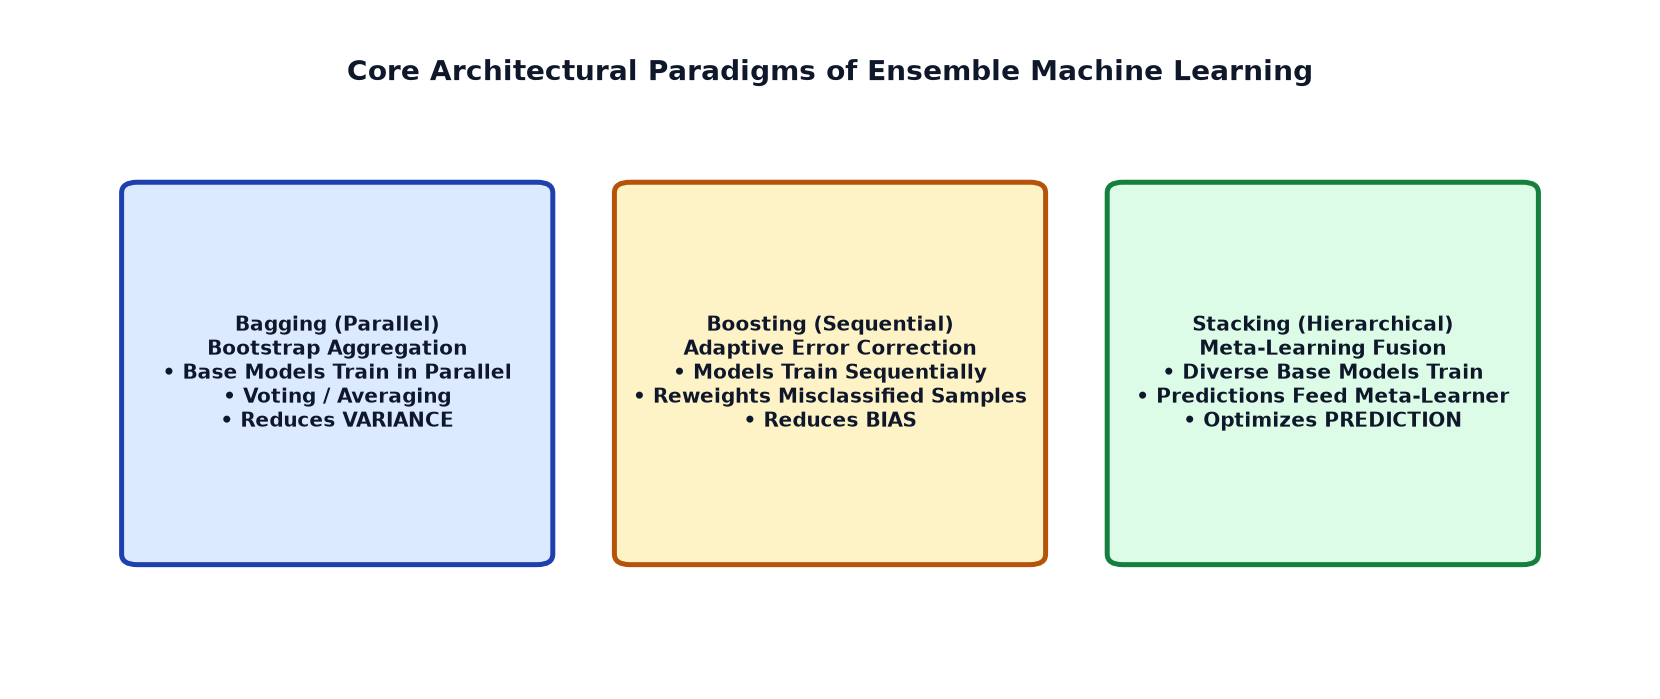 Core Architectural Paradigms of Ensemble Machine Learning
Bagging (Parallel)
Bootstrap Aggregation
• Base Models Train in Parallel
• Voting / Averaging
• Reduces VARIANCE
Boosting (Sequential)
Adaptive Error Correction
• Models Train Sequentially
• Reweights Misclassified Samples
• Reduces BIAS
Stacking (Hierarchical)
Meta-Learning Fusion
• Diverse Base Models Train
• Predictions Feed Meta-Learner
• Optimizes PREDICTION